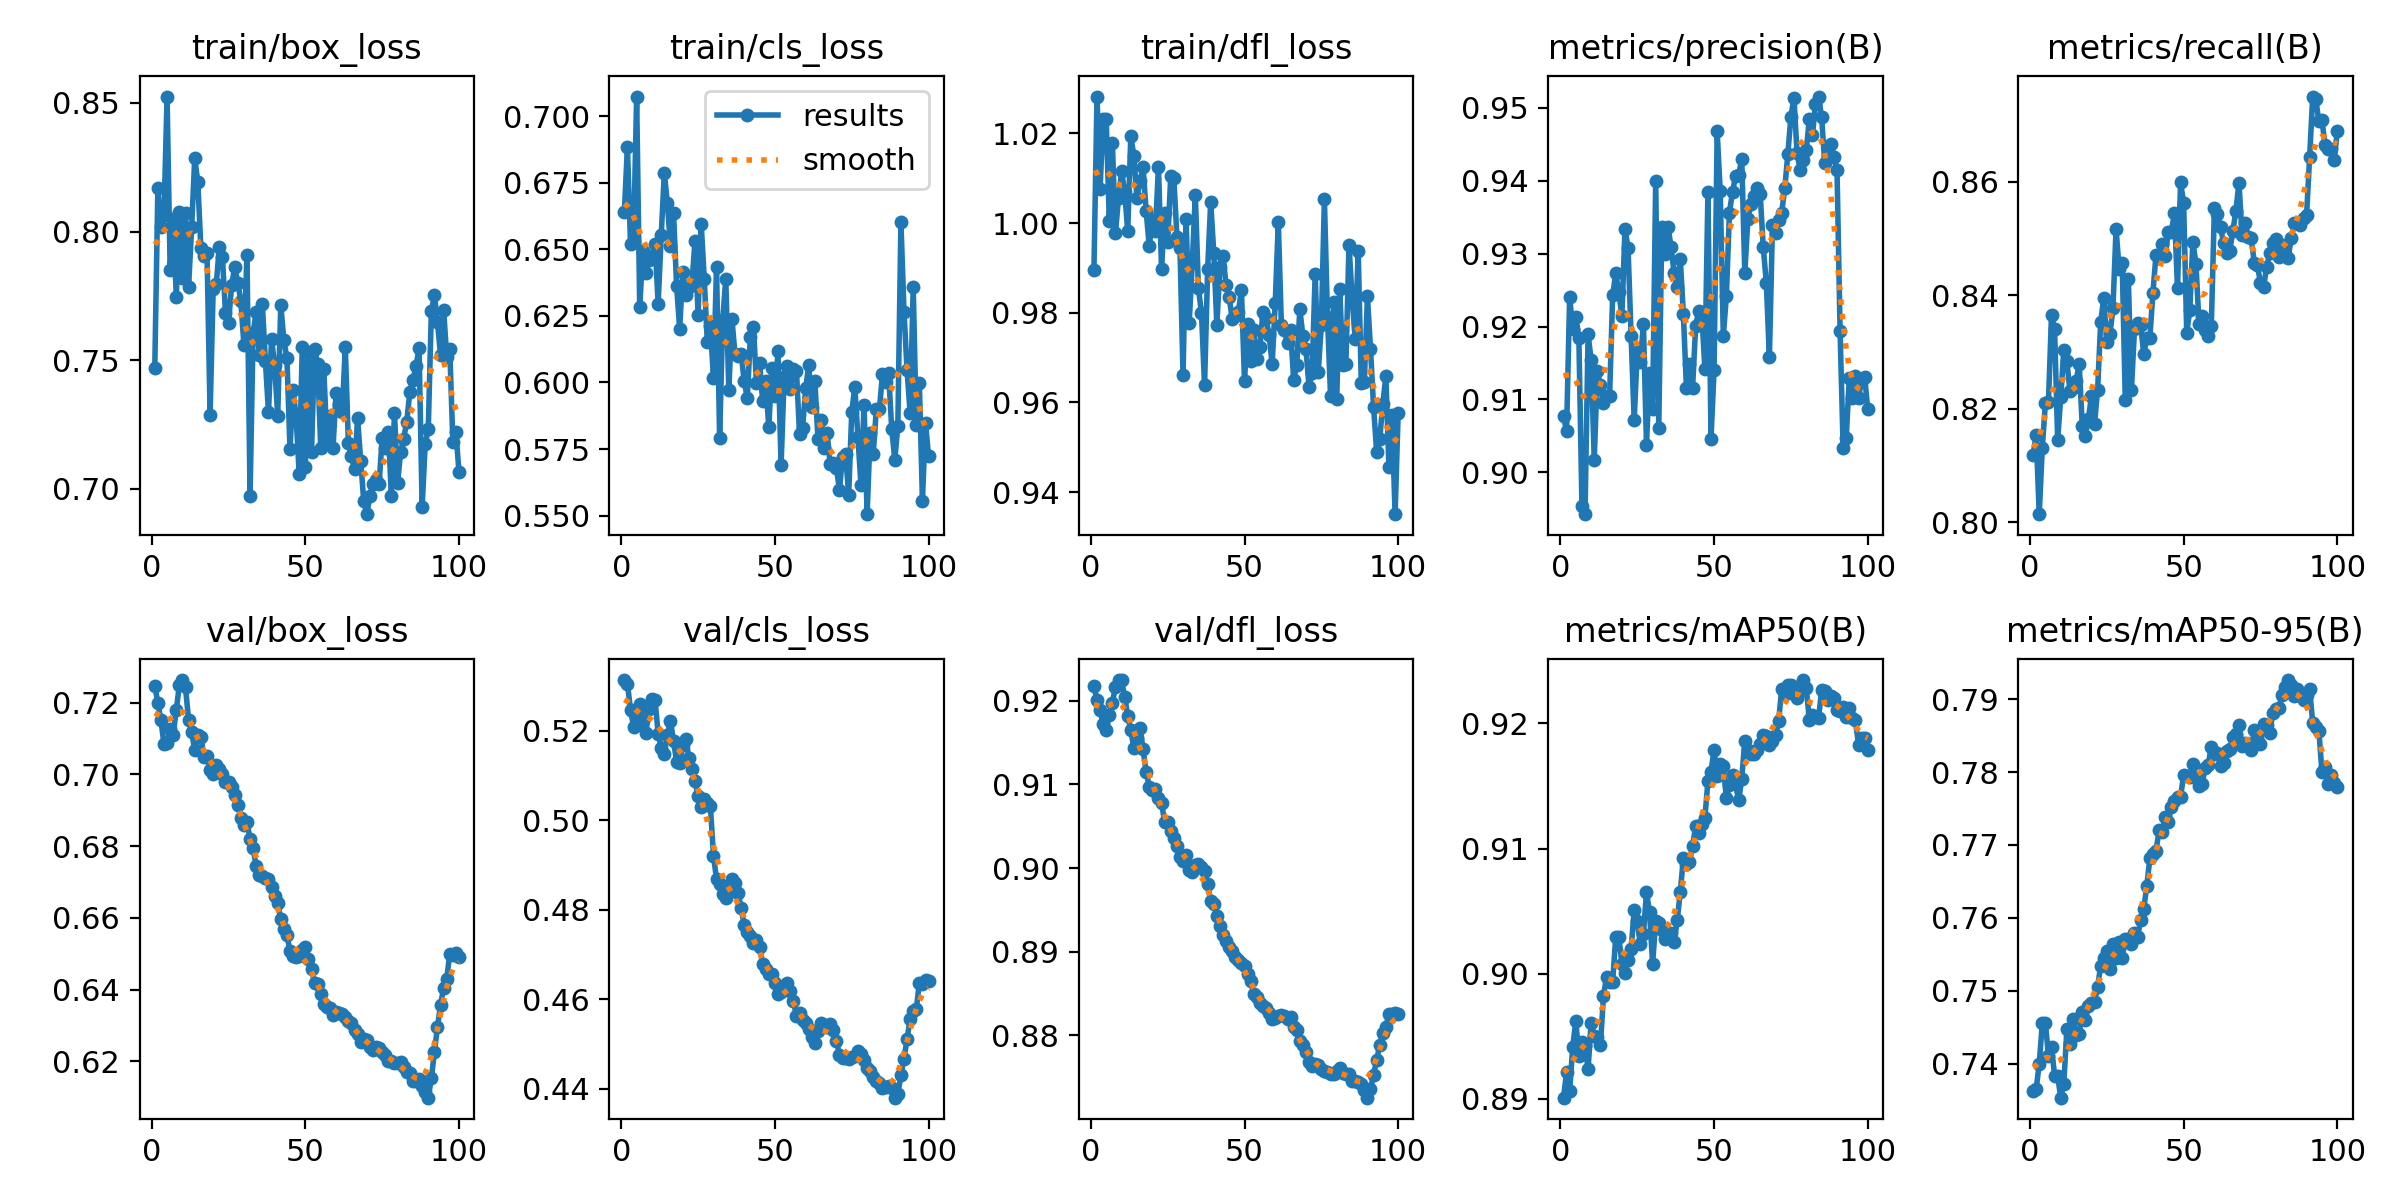 train/box_loss
0.85
0.80
0.75
0.70
0 50 100
train/cls_loss
results
smooth
0.700
0.675
0.650
0.625
0.600
0.575
0.550
0 50 100
train/dfl_loss
1.02
1.00
0.98
0.96
0.94
0 50 100
metrics/precision(B)
0.95
0.94
0.93
0.92
0.91
0.90
0 50 100
metrics/recall(B)
0.86
0.84
0.82
0.80
0 50 100
val/box_loss
0.72
0.70
0.68
0.66
0.64
0.62
0 50 100
val/cls_loss
0.52
0.50
0.48
0.46
0.44
0 50 100
val/dfl_loss
0.92
0.91
0.90
0.89
0.88
0 50 100
metrics/mAP50(B)
0.92
0.91
0.90
0.89
0 50 100
metrics/mAP50-95(B)
0.79
0.78
0.77
0.76
0.75
0.74
0 50 100